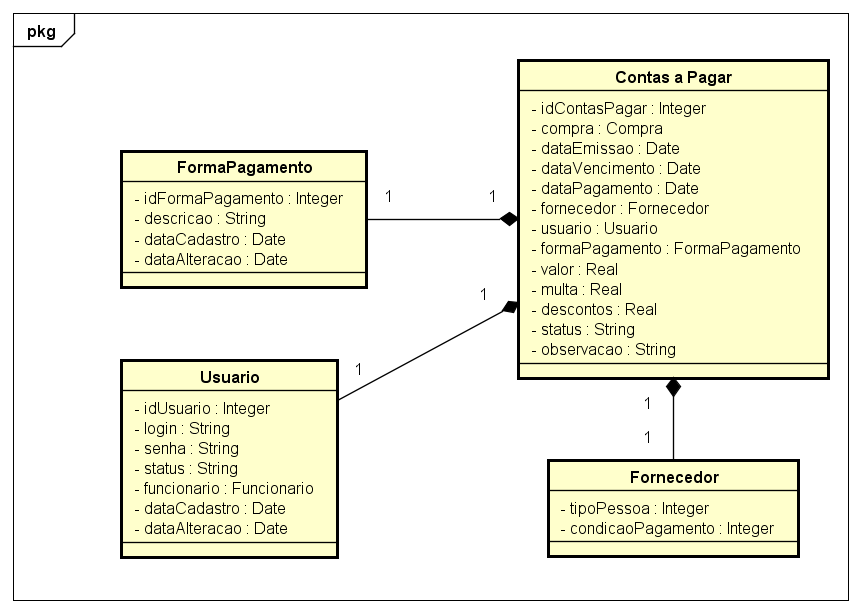 pkg
Contas a Pagar
- idContasPagar : Integer
- compra : Compra
- dataEmissao : Date
- dataVencimento : Date
- dataPagamento : Date
- fornecedor : Fornecedor
- usuario : Usuario
- formaPagamento : FormaPagamento
- valor : Real
- multa : Real
- descontos : Real
- status : String
- observacao : String
FormaPagamento
- idFormaPagamento : Integer
- descricao : String
- dataCadastro : Date
- dataAlteracao : Date
1
1
1
1
Usuario
- idUsuario : Integer
- login : String
- senha : String
- status : String
- funcionario : Funcionario
- dataCadastro : Date
- dataAlteracao : Date
1
1
Fornecedor
- tipoPessoa : Integer
- condicaoPagamento : Integer